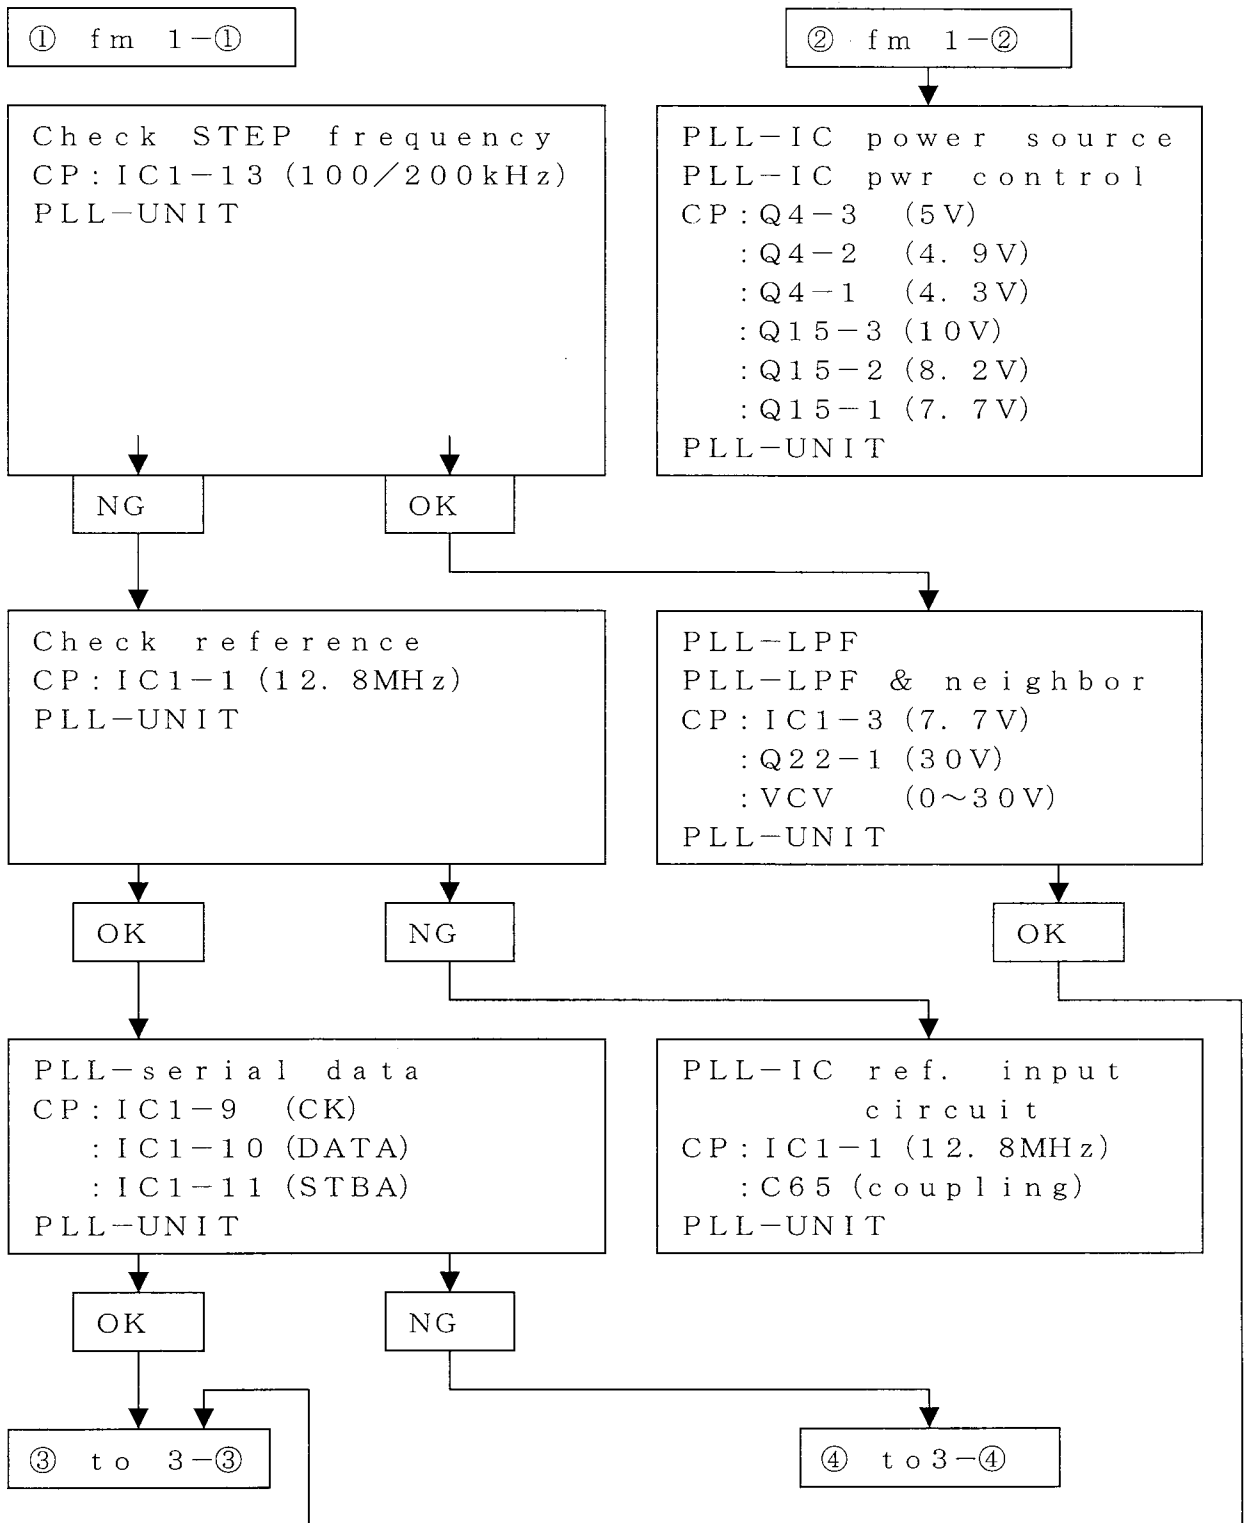 ① fm 1－①
② fm 1－②
Check STEP frequency
CP:IC1－13 (100／200kHz)
PLL－UNIT
PLL－IC power source
PLL－IC pwr control
CP:Q4－3 (5V)
:Q4－2 (4. 9V)
:Q4－1 (4. 3V)
:Q15－3 (10V)
:Q15－2 (8. 2V)
:Q15－1 (7. 7V)
PLL－UNIT
NG
OK
Check reference
CP:IC1－1 (12. 8MHz)
PLL－UNIT
PLL－LPF
PLL－LPF & neighbor
CP:IC1－3 (7. 7V)
:Q22－1 (30V)
:VCV (0～30V)
PLL－UNIT
OK
NG
OK
PLL－serial data
CP:IC1－9 (CK)
:IC1－10 (DATA)
:IC1－11 (STBA)
PLL－UNIT
PLL－IC ref. input
circuit
CP:IC1－1 (12. 8MHz)
:C65 (coupling)
PLL－UNIT
OK
NG
③ to 3－③
④ to3－④